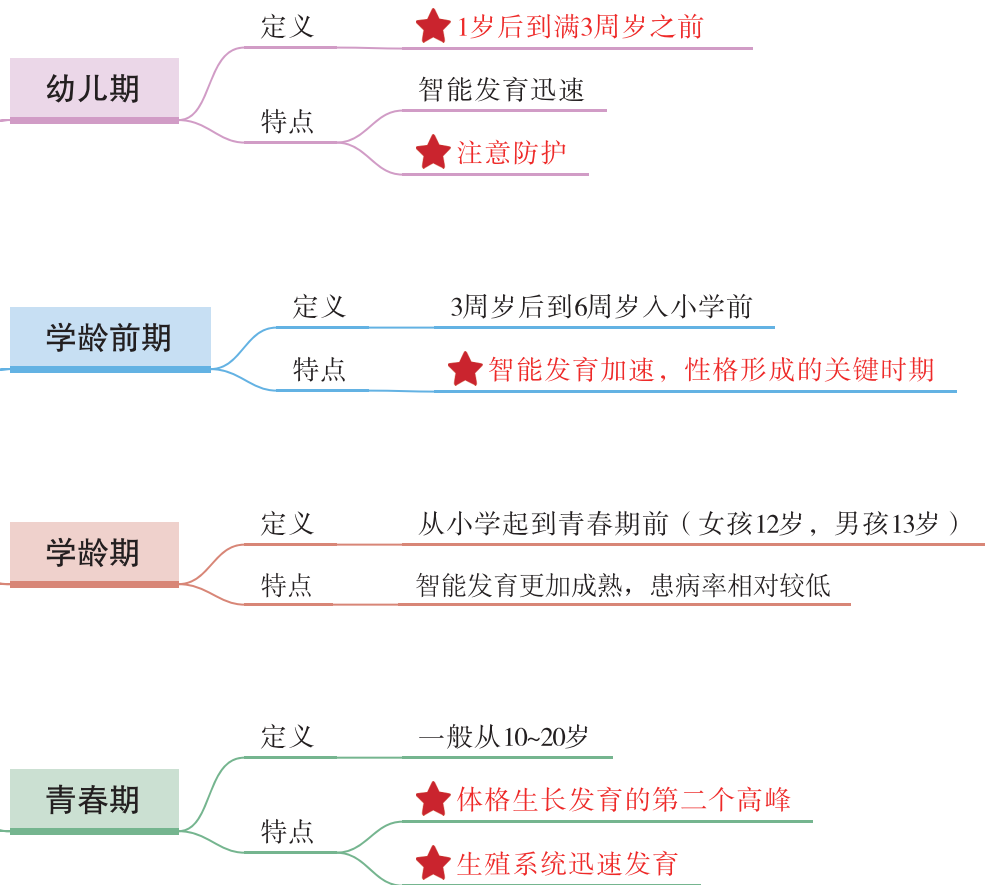 幼儿期
定义
1岁后到满3周岁之前
特点
智能发育迅速
注意防护
学龄前期
定义
3周岁后到6周岁入小学前
特点
智能发育加速，性格形成的关键时期
学龄期
定义
从小学起到青春期前（女孩12岁，男孩13岁）
特点
智能发育更加成熟，患病率相对较低
青春期
定义
一般从10~20岁
特点
体格生长发育的第二个高峰
生殖系统迅速发育